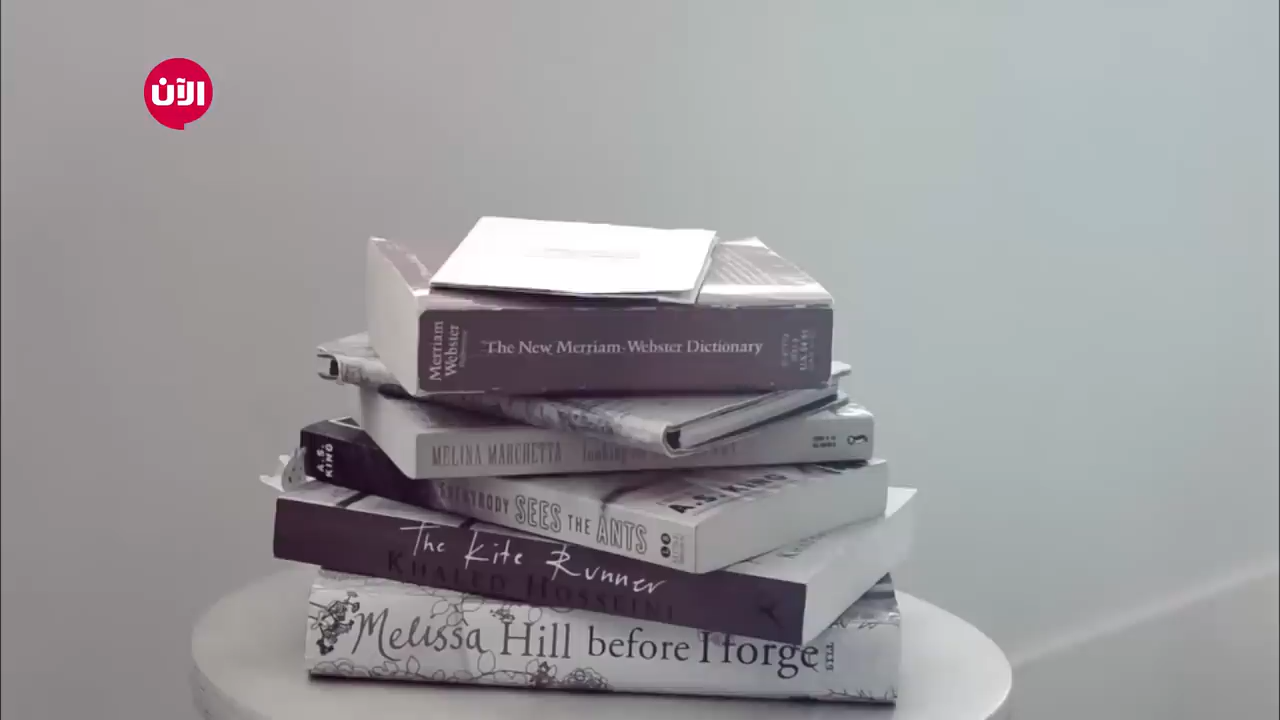 الآن
Merriam
Webster
The New Merriam-Webster Dictionary
MELINA MARCHETTA
A.S. KING
EVERYBODY SEES THE ANTS
A.S. KING
The Kite Runner
KHALED HOSSEINI
Melissa Hill before I forge